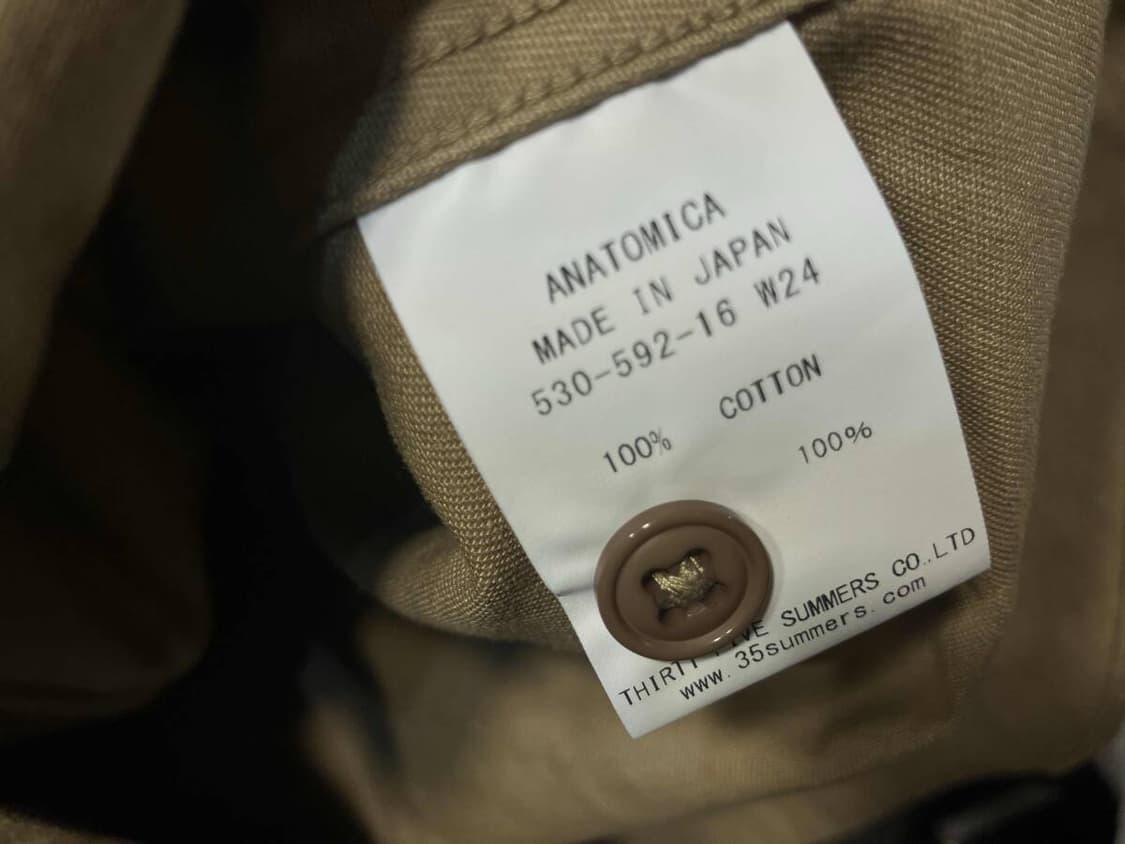 ANATOMICA
MADE IN JAPAN
530-592-16 W24
COTTON
100% 100%
SUMMERS CO..LTD
www.35summers.com